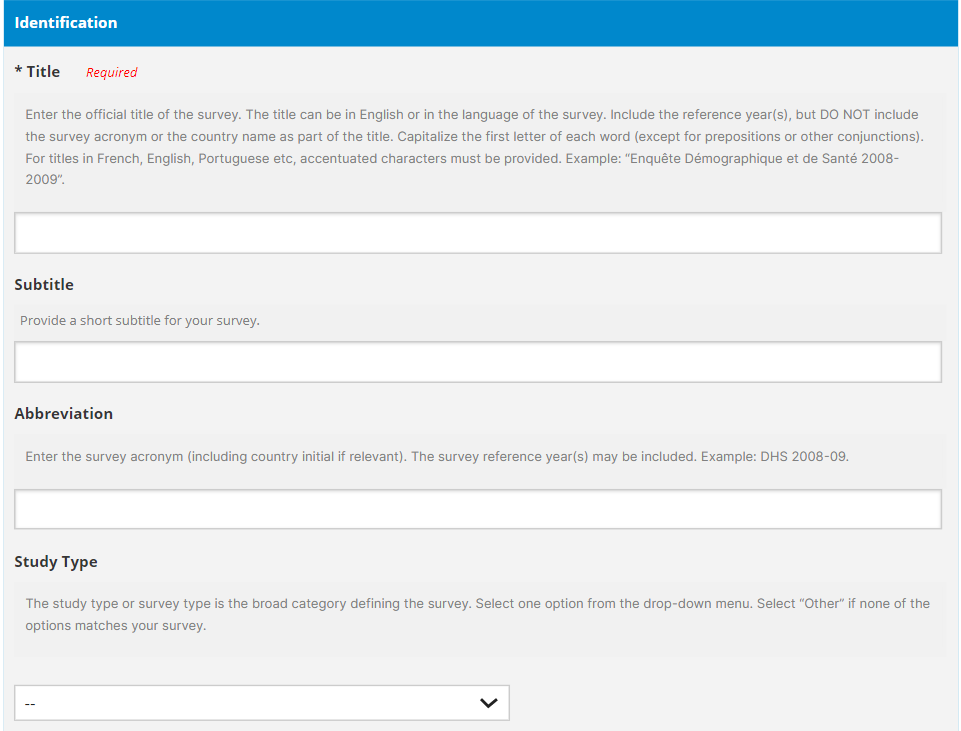 Identification
* Title Required
Enter the official title of the survey. The title can be in English or in the language of the survey. Include the reference year(s), but DO NOT include
the survey acronym or the country name as part of the title. Capitalize the first letter of each word (except for prepositions or other conjunctions).
For titles in French, English, Portuguese etc, accentuated characters must be provided. Example: “Enquête Démographique et de Santé 2008-
2009”.
Subtitle
Provide a short subtitle for your survey.
Abbreviation
Enter the survey acronym (including country initial if relevant). The survey reference year(s) may be included. Example: DHS 2008-09.
Study Type
The study type or survey type is the broad category defining the survey. Select one option from the drop-down menu. Select “Other” if none of the
options matches your survey.
--